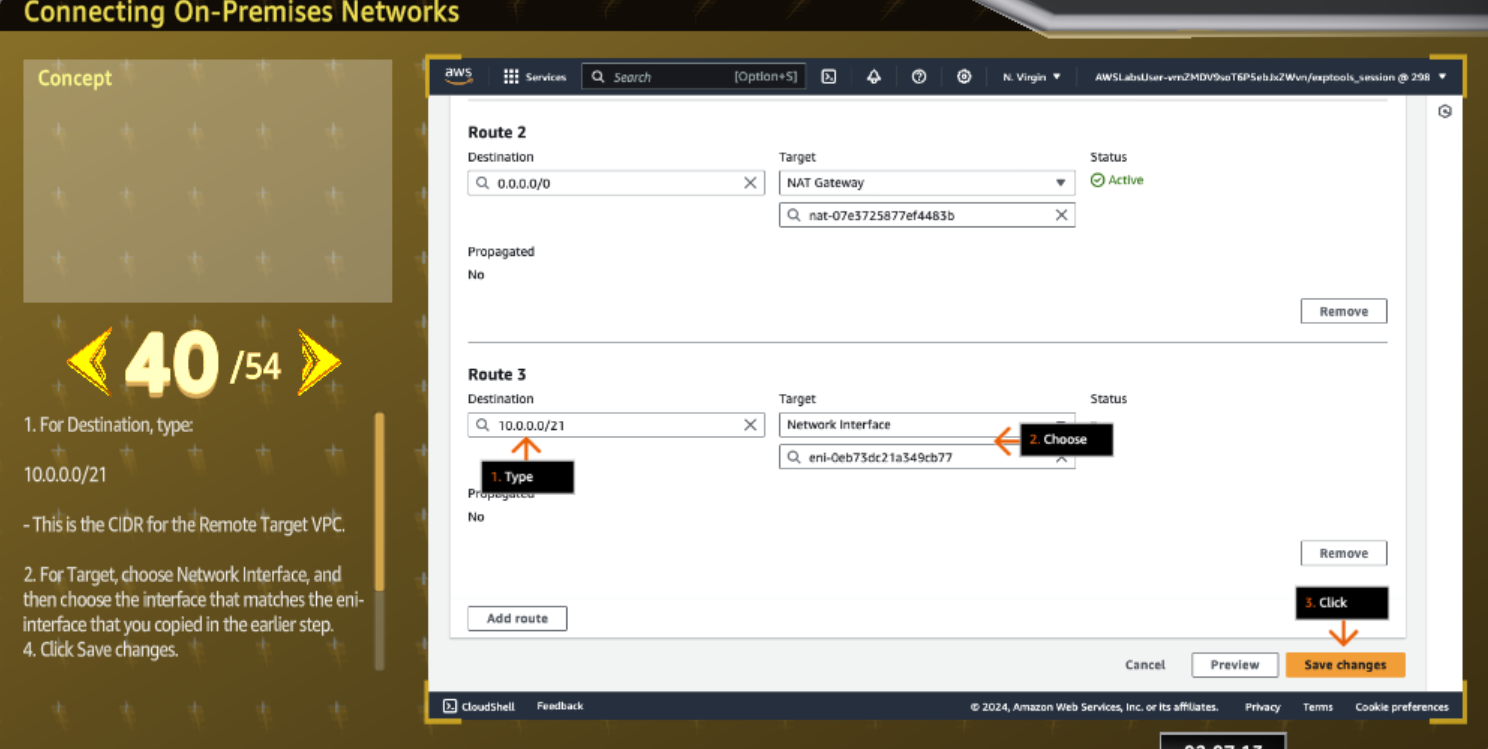 Connecting On-Premises Networks
Concept
40 /54
1. For Destination, type:
10.0.0.0/21
- This is the CIDR for the Remote Target VPC.
2. For Target, choose Network Interface, and
then choose the interface that matches the eni-
interface that you copied in the earlier step.
4. Click Save changes.
aws Services Search [Option+S] N. Virgin AWSLabsUser-vrnZMDV9soT6P5ebJxZWvn/exptools_session @ 298
Route 2
Destination Target Status
0.0.0.0/0 NAT Gateway Active
nat-07e3725877ef4483b
Propagated
No
Remove
Route 3
Destination Target Status
10.0.0.0/21 Network Interface
2. Choose
eni-0eb73dc21a349cb77
1. Type
Propagated
No
Remove
3. Click
Add route
Cancel Preview Save changes
CloudShell Feedback © 2024, Amazon Web Services, Inc. or its affiliates. Privacy Terms Cookie preferences